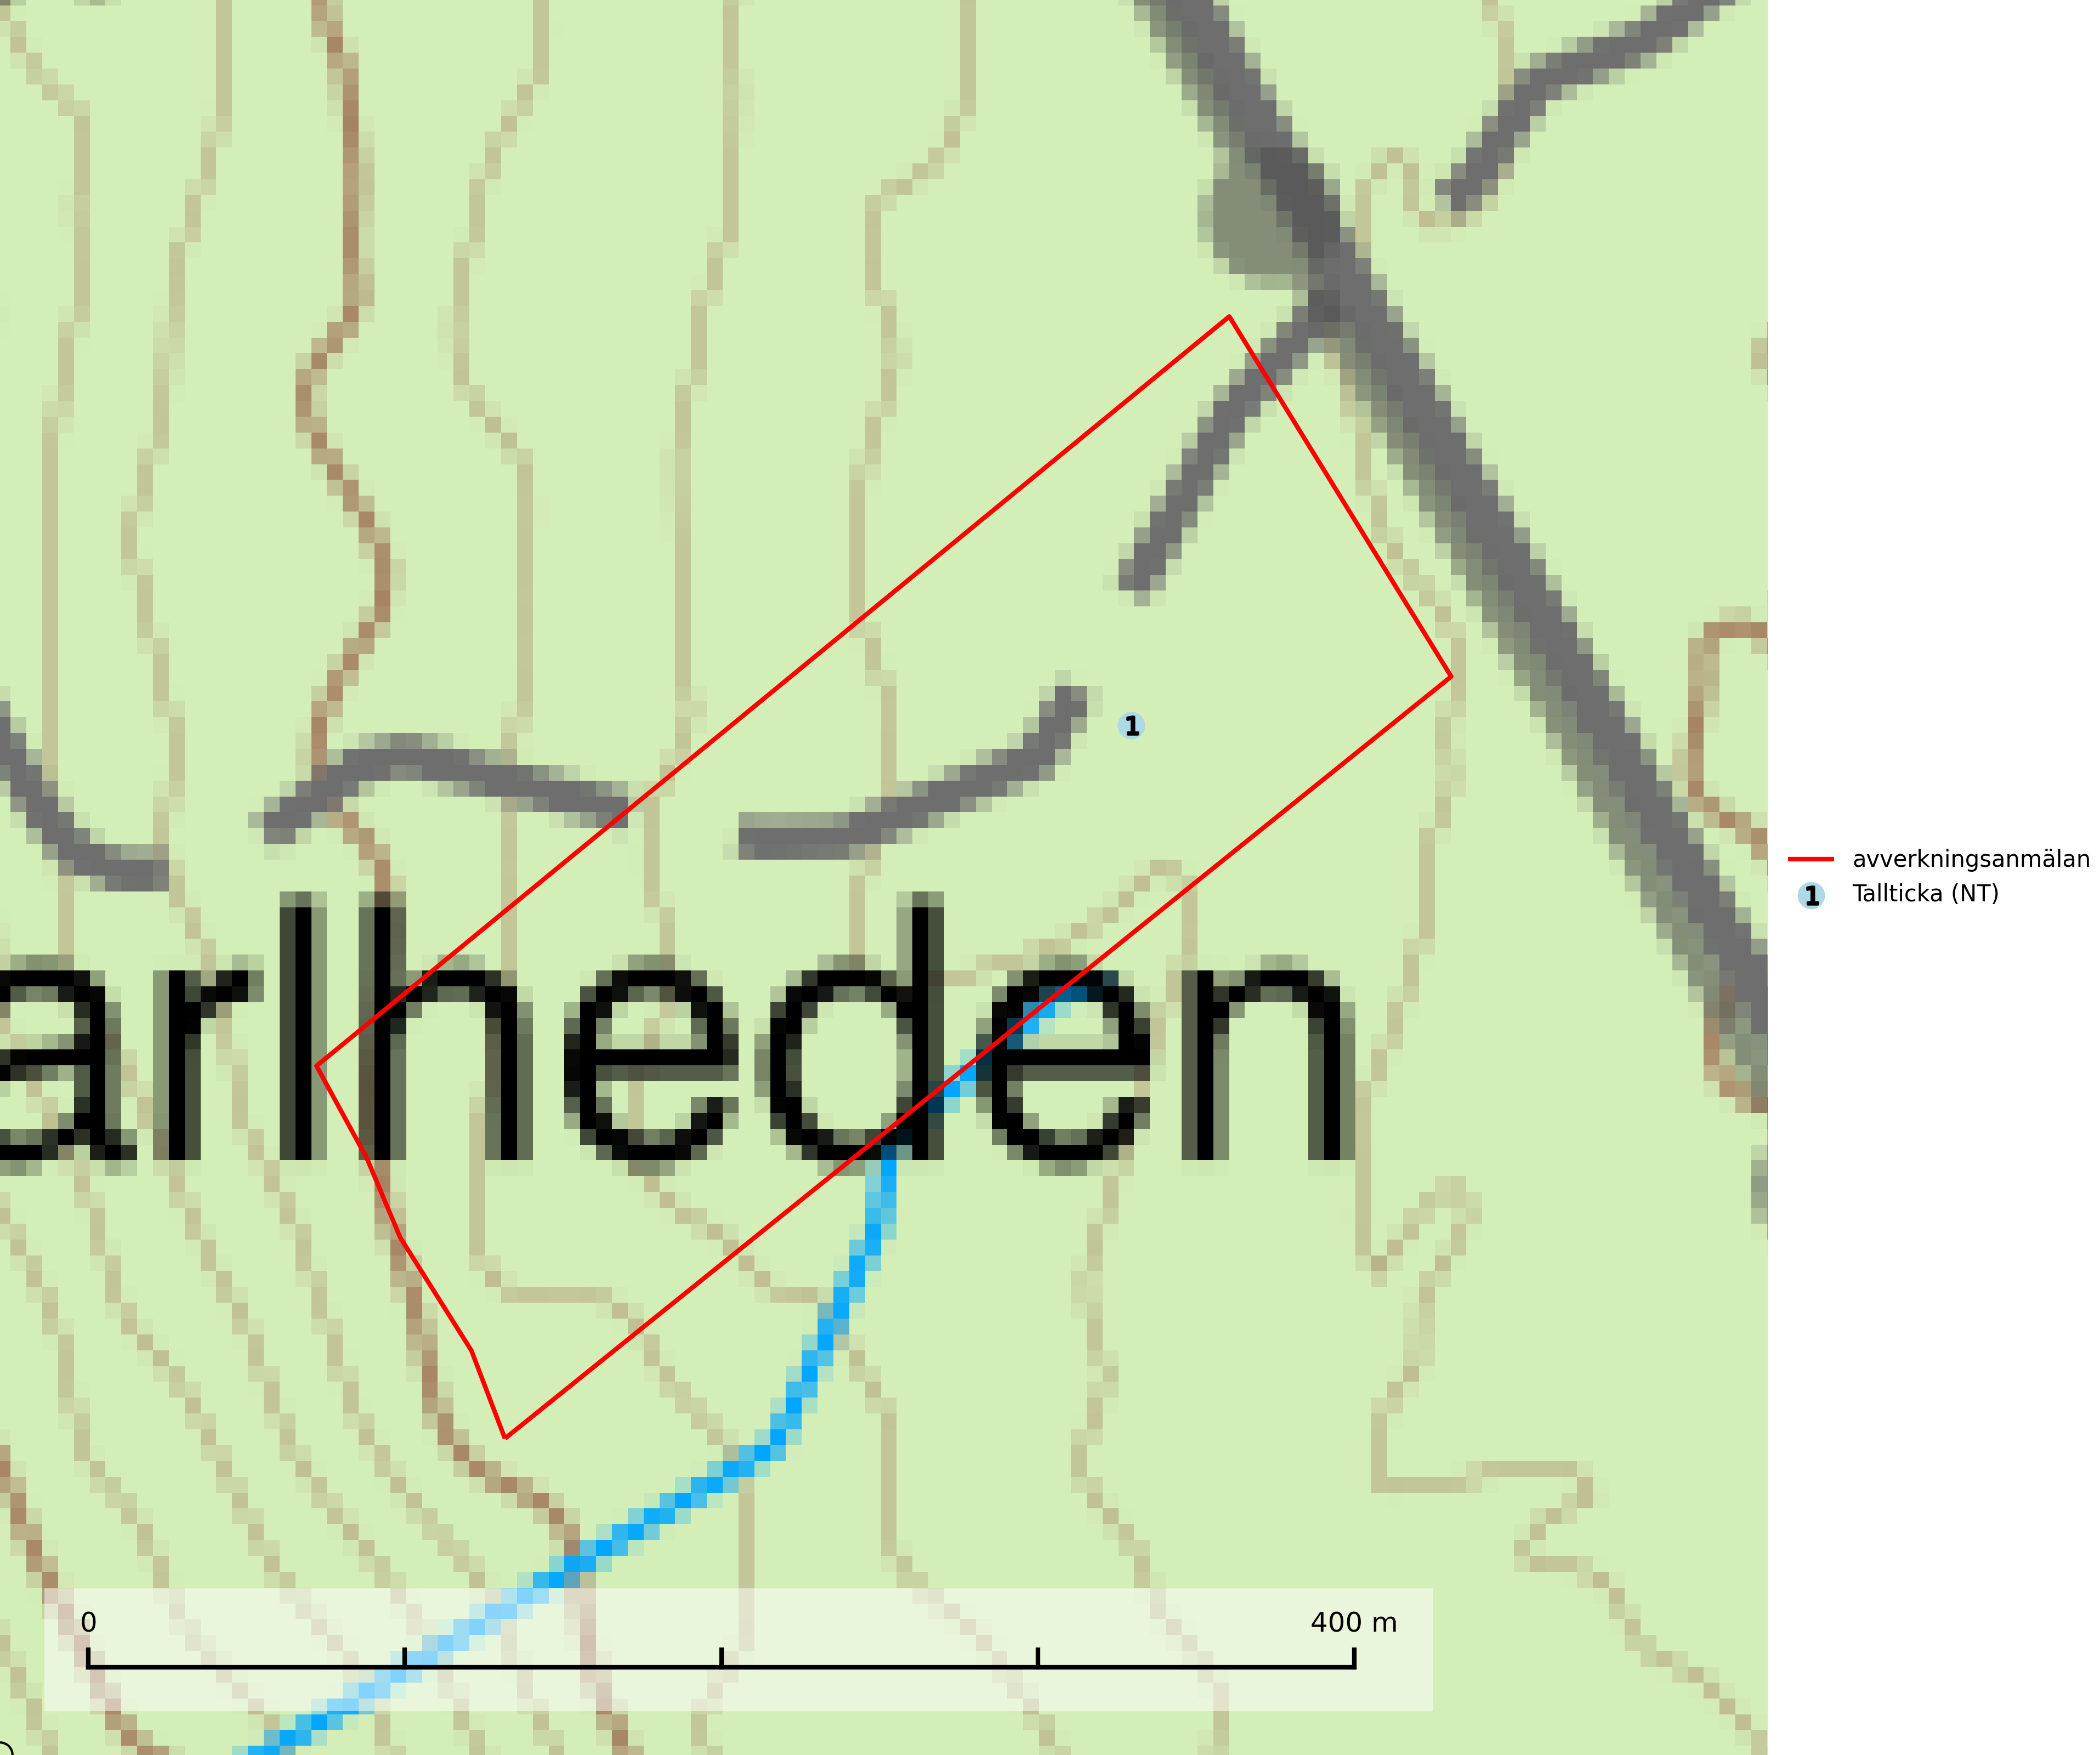 1
arlheden
avverkningsanmälan
1 Tallticka (NT)
0 400 m